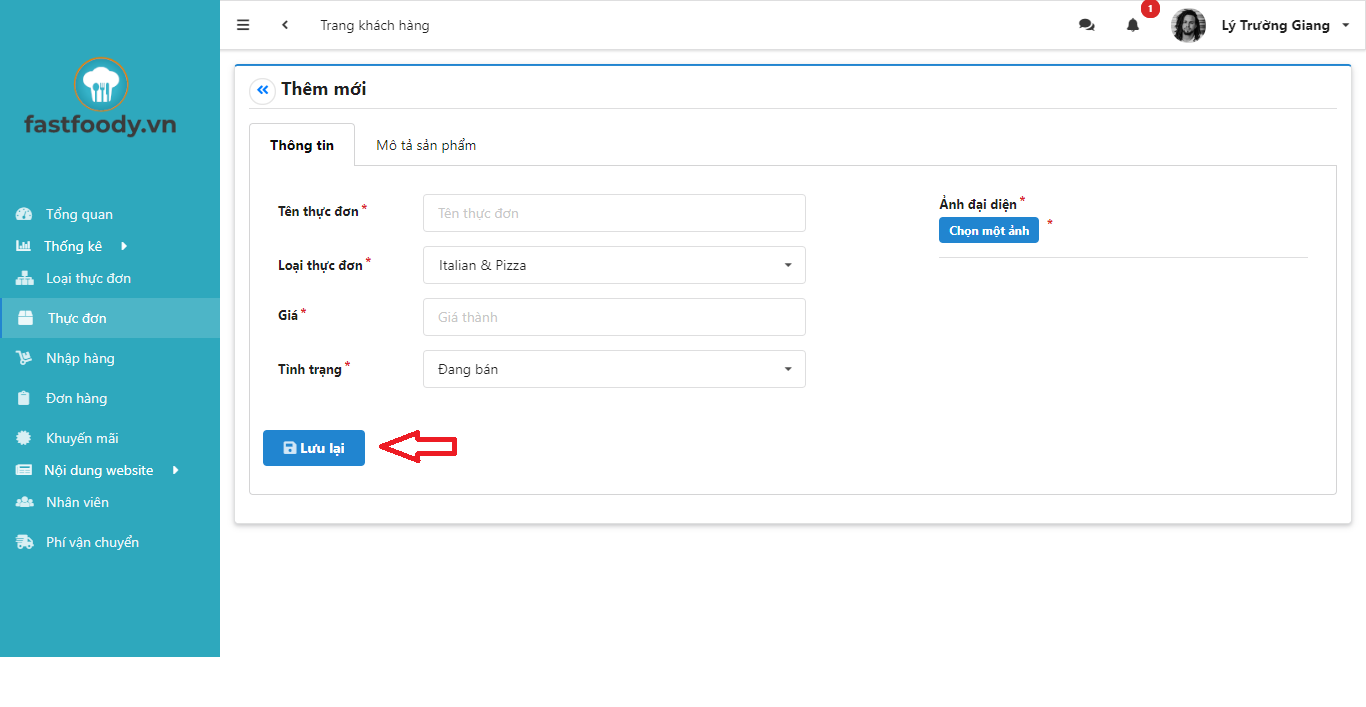 fastfoody.vn
Tổng quan
Thống kê
Loại thực đơn
Thực đơn
Nhập hàng
Đơn hàng
Khuyến mãi
Nội dung website
Nhân viên
Phí vận chuyển
Trang khách hàng
1
Lý Trường Giang
Thêm mới
Thông tin
Mô tả sản phẩm
Tên thực đơn*
Tên thực đơn
Loại thực đơn*
Italian & Pizza
Giá*
Giá thành
Tình trạng*
Đang bán
Ảnh đại diện*
Chọn một ảnh *
Lưu lại